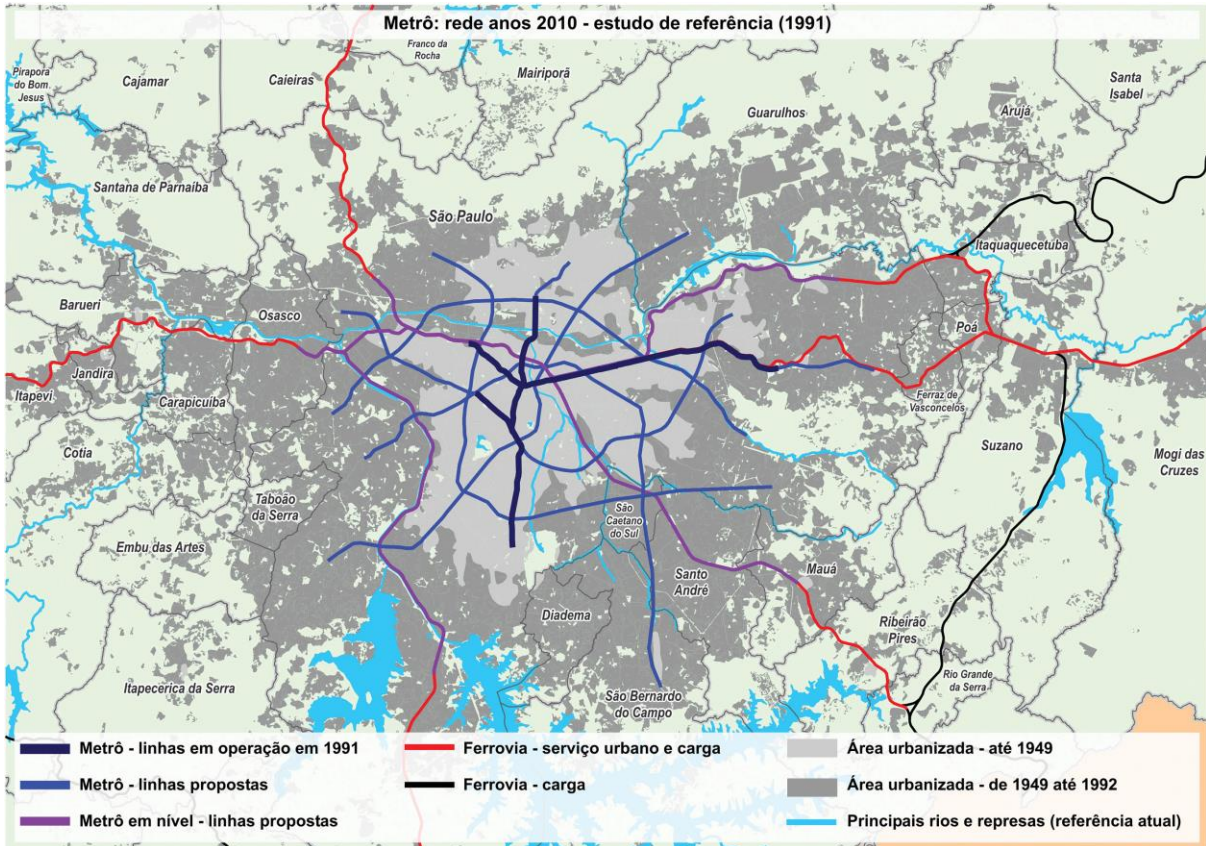 Metrô: rede anos 2010 - estudo de referência (1991)
Franco da
Rocha
Pirapora
do Bom
Jesus
Cajamar
Caieiras
Mairiporã
Santa
Isabel
Guarulhos
Arujá
Santana de Parnaíba
São Paulo
Itaquaquecetuba
Barueri
Osasco
Poá
Jandira
Itapevi
Carapicuiba
Ferraz de
Vasconcelos
Cotia
Suzano
Mogi das
Cruzes
Taboão
da Serra
São
Caetano
do Sul
Embu das Artes
Santo
André
Mauá
Diadema
Ribeirão
Pires
Itapecerica da Serra
Rio Grande
da Serra
São Bernardo
do Campo
Metrô - linhas em operação em 1991
Metrô - linhas propostas
Metrô em nível - linhas propostas
Ferrovia - serviço urbano e carga
Ferrovia - carga
Área urbanizada - até 1949
Área urbanizada - de 1949 até 1992
Principais rios e represas (referência atual)